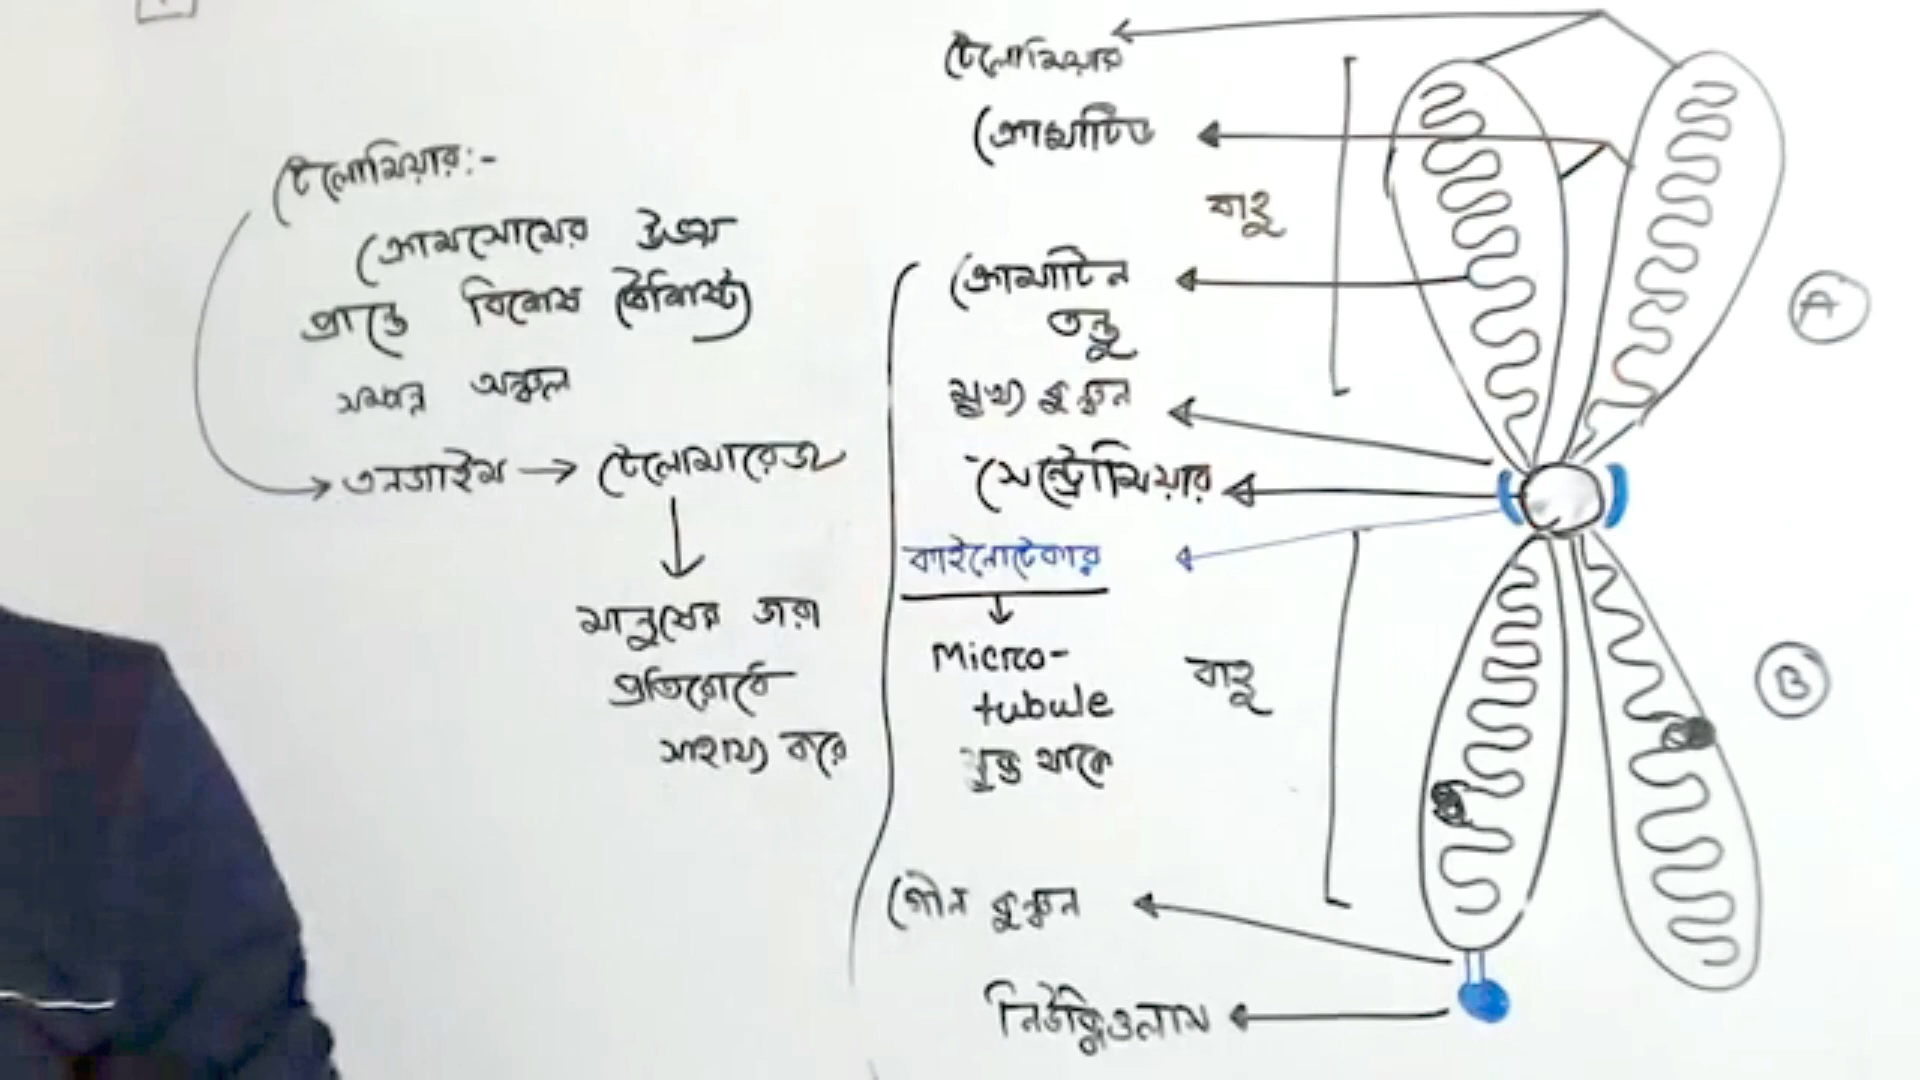 টেলোমিয়ার:-
ক্রোমোসোমের উভয়
প্রান্তে বিশেষ বৈশিষ্ট্য
সম্পন্ন অঞ্চল
এনজাইম → টেলোমারেজ
মানুষের জরা
প্রতিরোধে
সাহায্য করে
টেলোমিয়ার
ক্রোমাটিড
বাহু
ক্রোমাটিন
তন্তু
মুখ্য কুঞ্চন
সেন্ট্রোমিয়ার
কাইনোটেকার
Micro-
tubule
যুক্ত থাকে
বাহু
গৌন কুঞ্চন
নিউক্লিওলাস
A
B